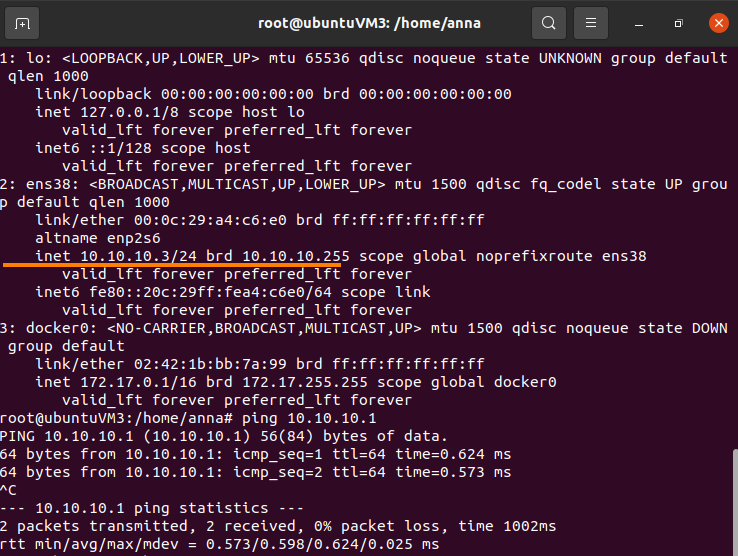 root@ubuntuVM3: /home/anna
1: lo: <LOOPBACK,UP,LOWER_UP> mtu 65536 qdisc noqueue state UNKNOWN group default
qlen 1000
link/loopback 00:00:00:00:00:00 brd 00:00:00:00:00:00
inet 127.0.0.1/8 scope host lo
valid_lft forever preferred_lft forever
inet6 ::1/128 scope host
valid_lft forever preferred_lft forever
2: ens38: <BROADCAST,MULTICAST,UP,LOWER_UP> mtu 1500 qdisc fq_codel state UP grou
p default qlen 1000
link/ether 00:0c:29:a4:c6:e0 brd ff:ff:ff:ff:ff:ff
altname enp2s6
inet 10.10.10.3/24 brd 10.10.10.255 scope global noprefixroute ens38
valid_lft forever preferred_lft forever
inet6 fe80::20c:29ff:fea4:c6e0/64 scope link
valid_lft forever preferred_lft forever
3: docker0: <NO-CARRIER,BROADCAST,MULTICAST,UP> mtu 1500 qdisc noqueue state DOWN
group default
link/ether 02:42:1b:bb:7a:99 brd ff:ff:ff:ff:ff:ff
inet 172.17.0.1/16 brd 172.17.255.255 scope global docker0
valid_lft forever preferred_lft forever
root@ubuntuVM3:/home/anna# ping 10.10.10.1
PING 10.10.10.1 (10.10.10.1) 56(84) bytes of data.
64 bytes from 10.10.10.1: icmp_seq=1 ttl=64 time=0.624 ms
64 bytes from 10.10.10.1: icmp_seq=2 ttl=64 time=0.573 ms
^C
--- 10.10.10.1 ping statistics ---
2 packets transmitted, 2 received, 0% packet loss, time 1002ms
rtt min/avg/max/mdev = 0.573/0.598/0.624/0.025 ms